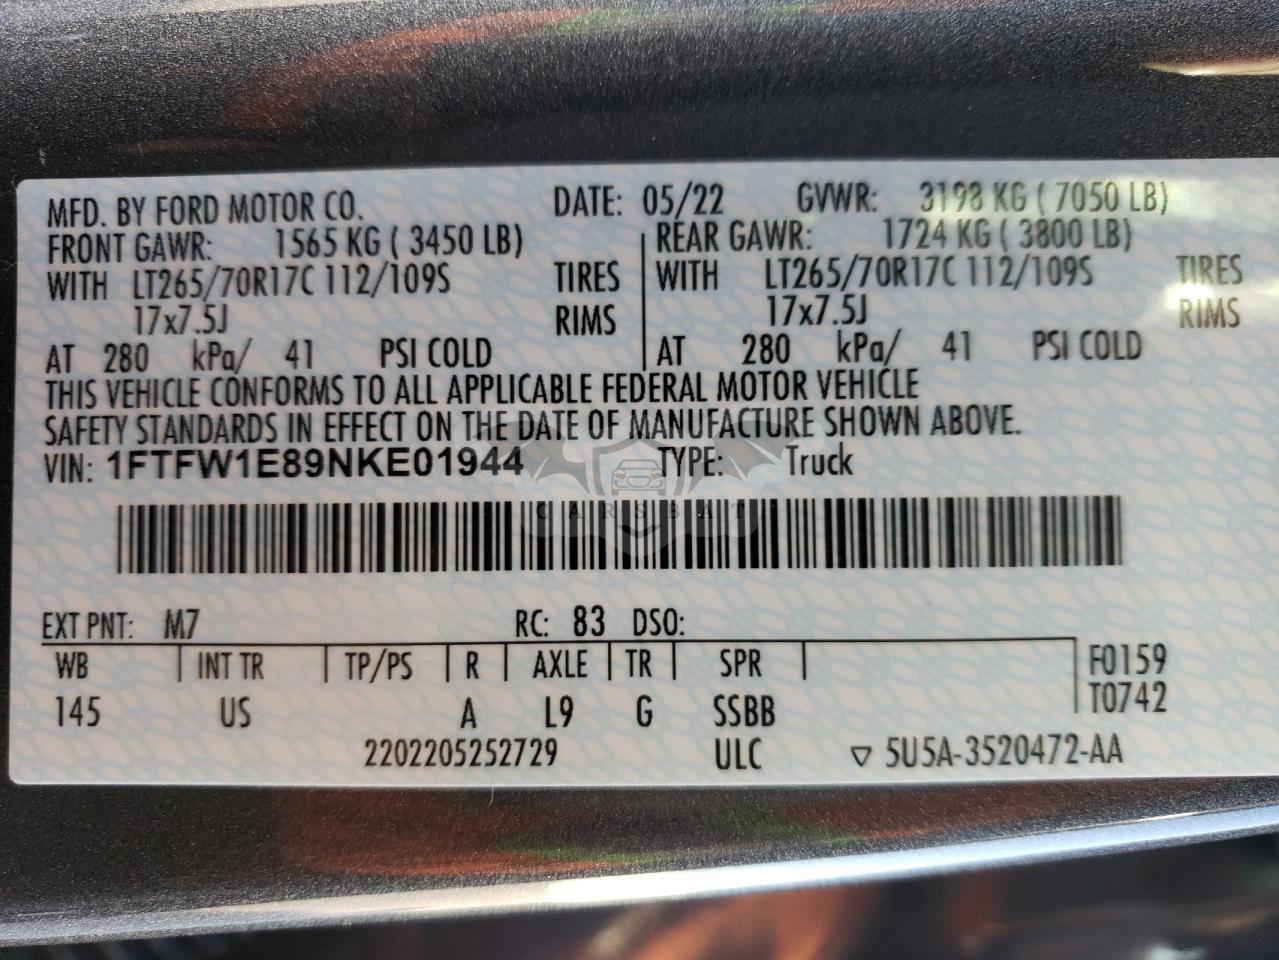 MFD. BY FORD MOTOR CO. DATE: 05/22 GVWR: 3198 KG ( 7050 LB)
FRONT GAWR: 1565 KG ( 3450 LB) REAR GAWR: 1724 KG ( 3800 LB)
WITH LT265/70R17C 112/109S TIRES WITH LT265/70R17C 112/109S TIRES
17x7.5J RIMS 17x7.5J RIMS
AT 280 kPa/ 41 PSI COLD AT 280 kPa/ 41 PSI COLD
THIS VEHICLE CONFORMS TO ALL APPLICABLE FEDERAL MOTOR VEHICLE
SAFETY STANDARDS IN EFFECT ON THE DATE OF MANUFACTURE SHOWN ABOVE.
VIN: 1FTFW1E89NKE01944 TYPE: Truck
CARSBAT
EXT PNT: M7 RC: 83 DSO:
WB INT TR TP/PS R AXLE TR SPR F0159
145 US A L9 G SSBB T0742
2202205252729 ULC ▽ 5U5A-3520472-AA